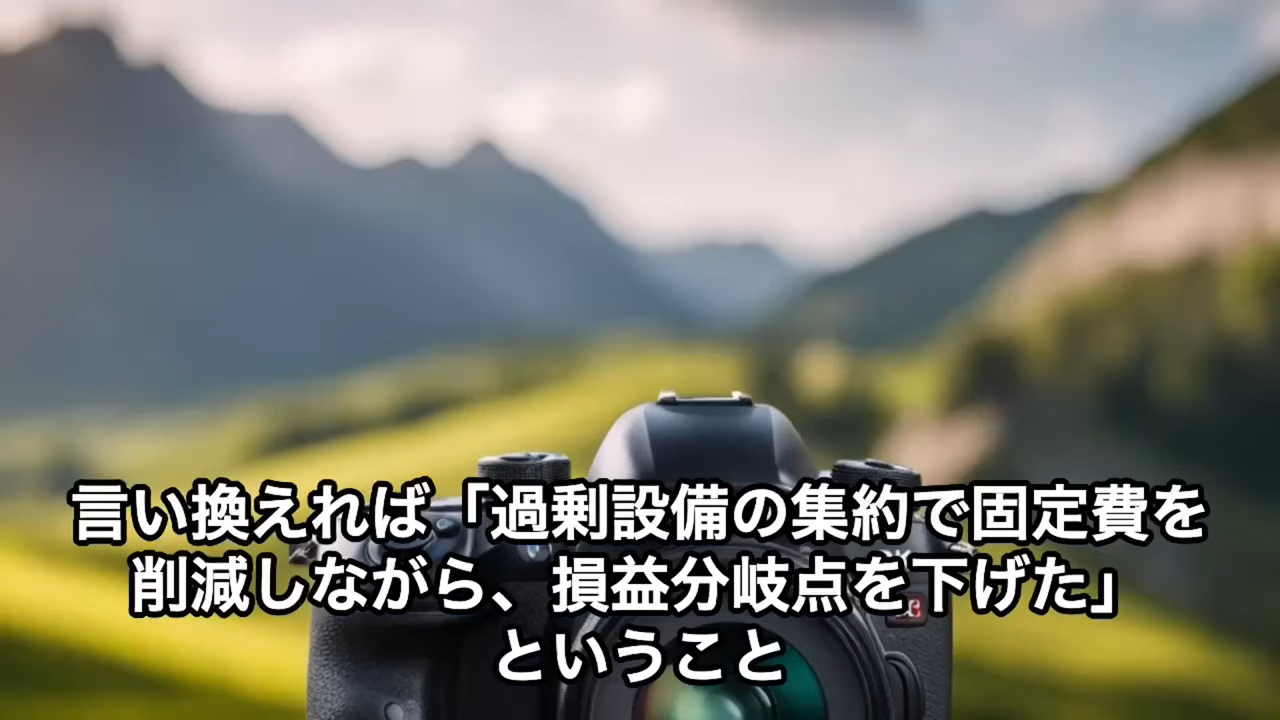 言い換えれば「過剰設備の集約で固定費を
削減しながら、損益分岐点を下げた」
ということ